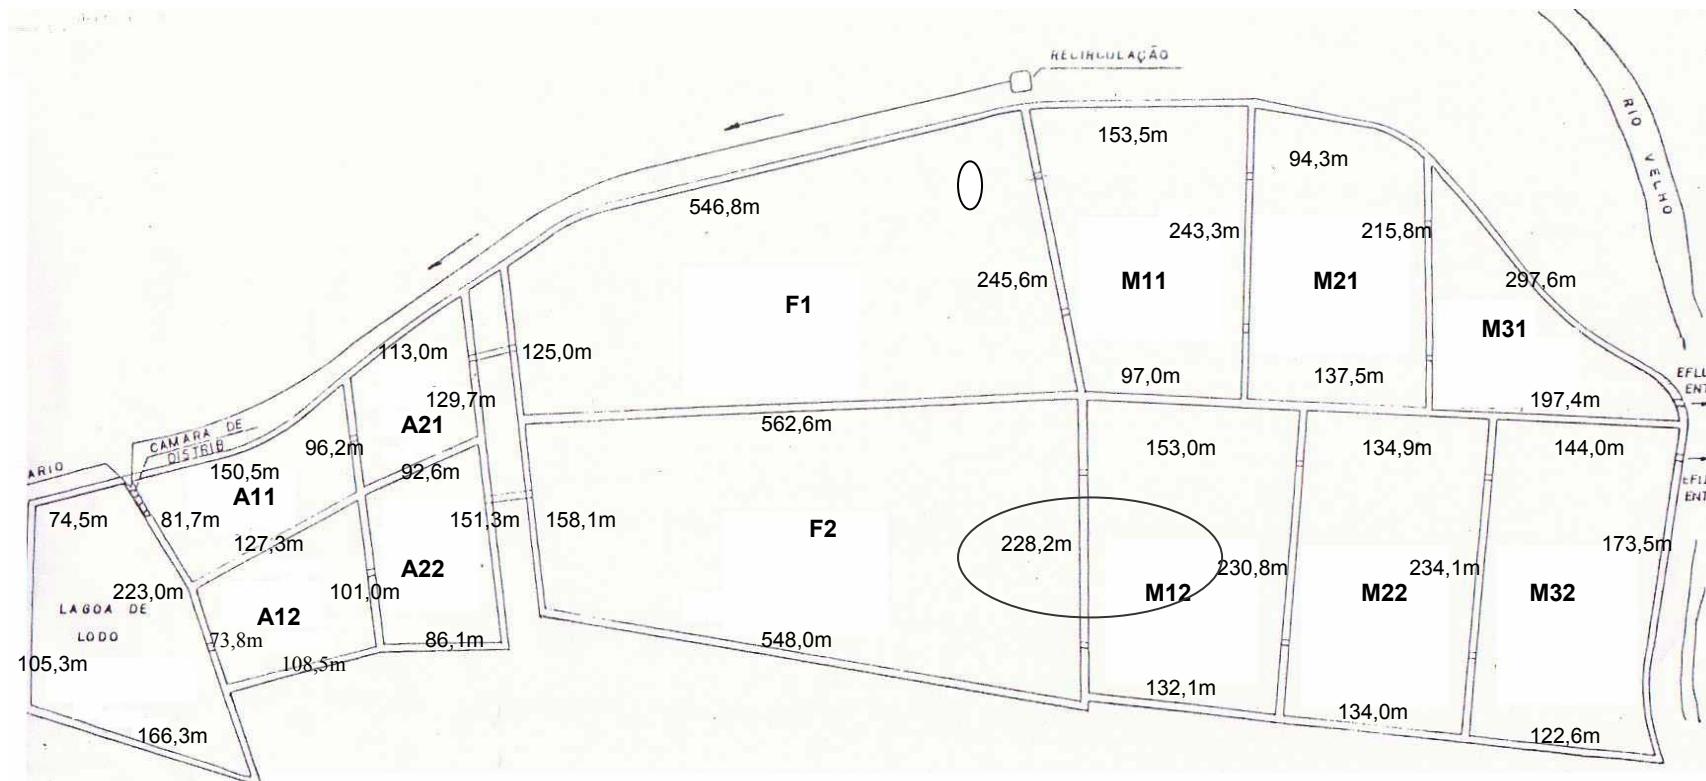 RECIRCULAÇÃO
153,5m
94,3m
RIO VELHO
546,8m
243,3m
215,8m
245,6m
M11
M21
297,6m
F1
M31
113,0m
125,0m
97,0m
137,5m
EFLU
ENT
129,7m
197,4m
A21
562,6m
CAMARA DE
DISTRIB.
96,2m
153,0m
134,9m
144,0m
ARIO
150,5m
92,6m
EFLU
ENT
A11
74,5m
81,7m
151,3m
158,1m
F2
127,3m
228,2m
173,5m
A22
230,8m
234,1m
223,0m
101,0m
M12
M22
M32
LAGOA DE
LODO
A12
73,8m
86,1m
548,0m
105,3m
108,5m
132,1m
134,0m
166,3m
122,6m